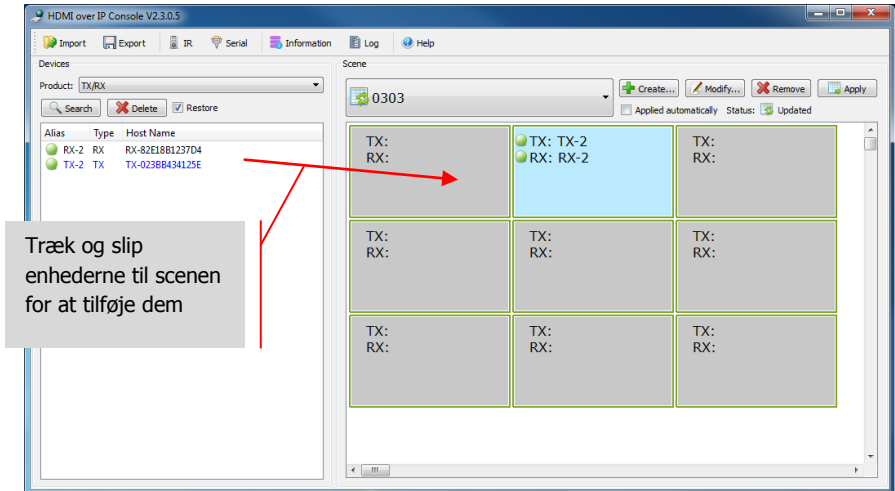 HDMI over IP Console V2.3.0.5
Import Export IR Serial Information Log Help
Devices
Product: TX/RX
Search Delete Restore
Alias Type Host Name
RX-2 RX RX-82E18B1237D4
TX-2 TX TX-023BB434125E
Træk og slip
enhederne til scenen
for at tilføje dem
Scene
0303
Create... Modify... Remove Apply
Applied automatically Status: Updated
TX: TX: TX-2 TX:
RX: RX: RX-2 RX:
TX: TX: TX:
RX: RX: RX:
TX: TX: TX:
RX: RX: RX: